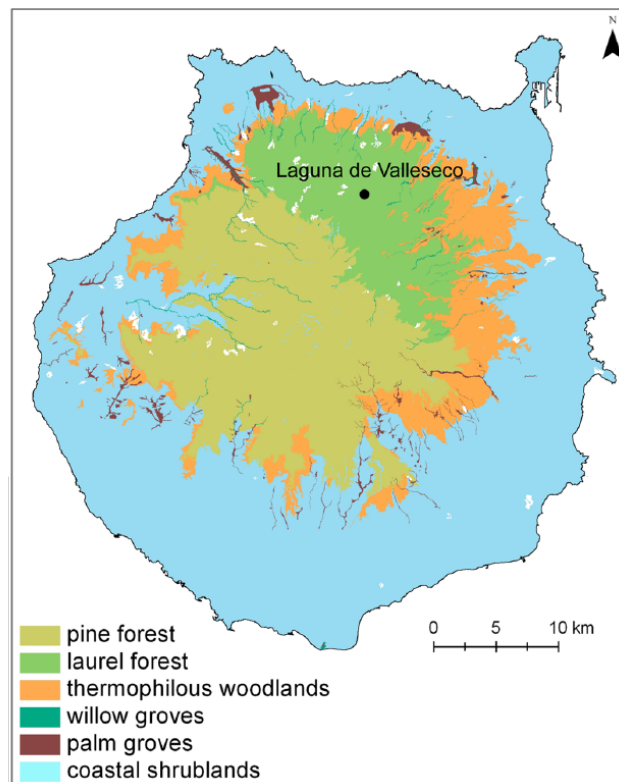 N
Laguna de Valleseco
pine forest
laurel forest
thermophilous woodlands
willow groves
palm groves
coastal shrublands
0 5 10 km